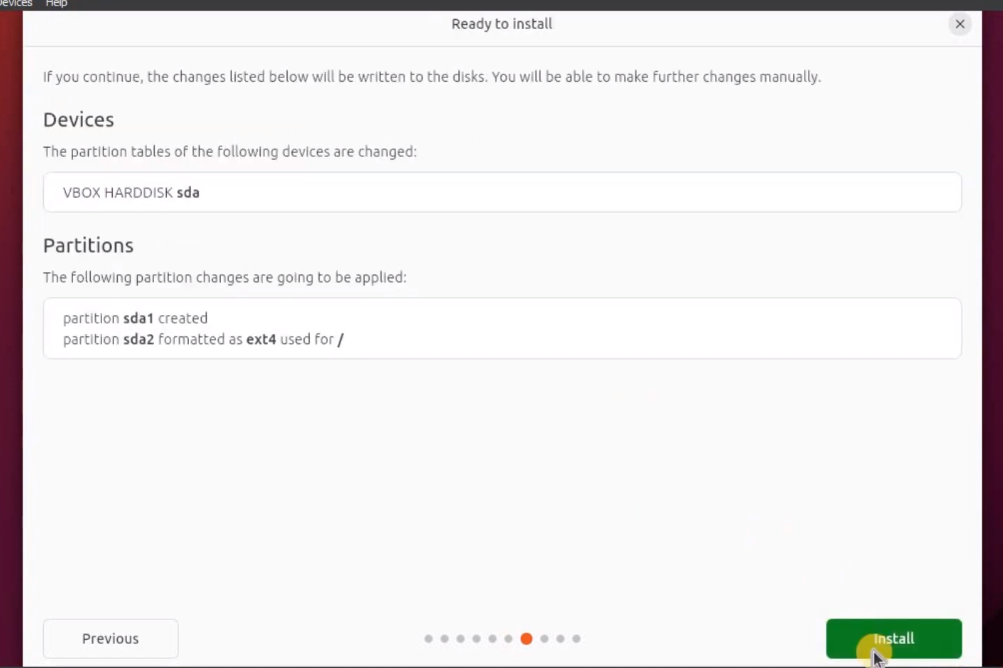 Devices Help
Ready to install
If you continue, the changes listed below will be written to the disks. You will be able to make further changes manually.
Devices
The partition tables of the following devices are changed:
VBOX HARDDISK sda
Partitions
The following partition changes are going to be applied:
partition sda1 created
partition sda2 formatted as ext4 used for /
Previous
Install